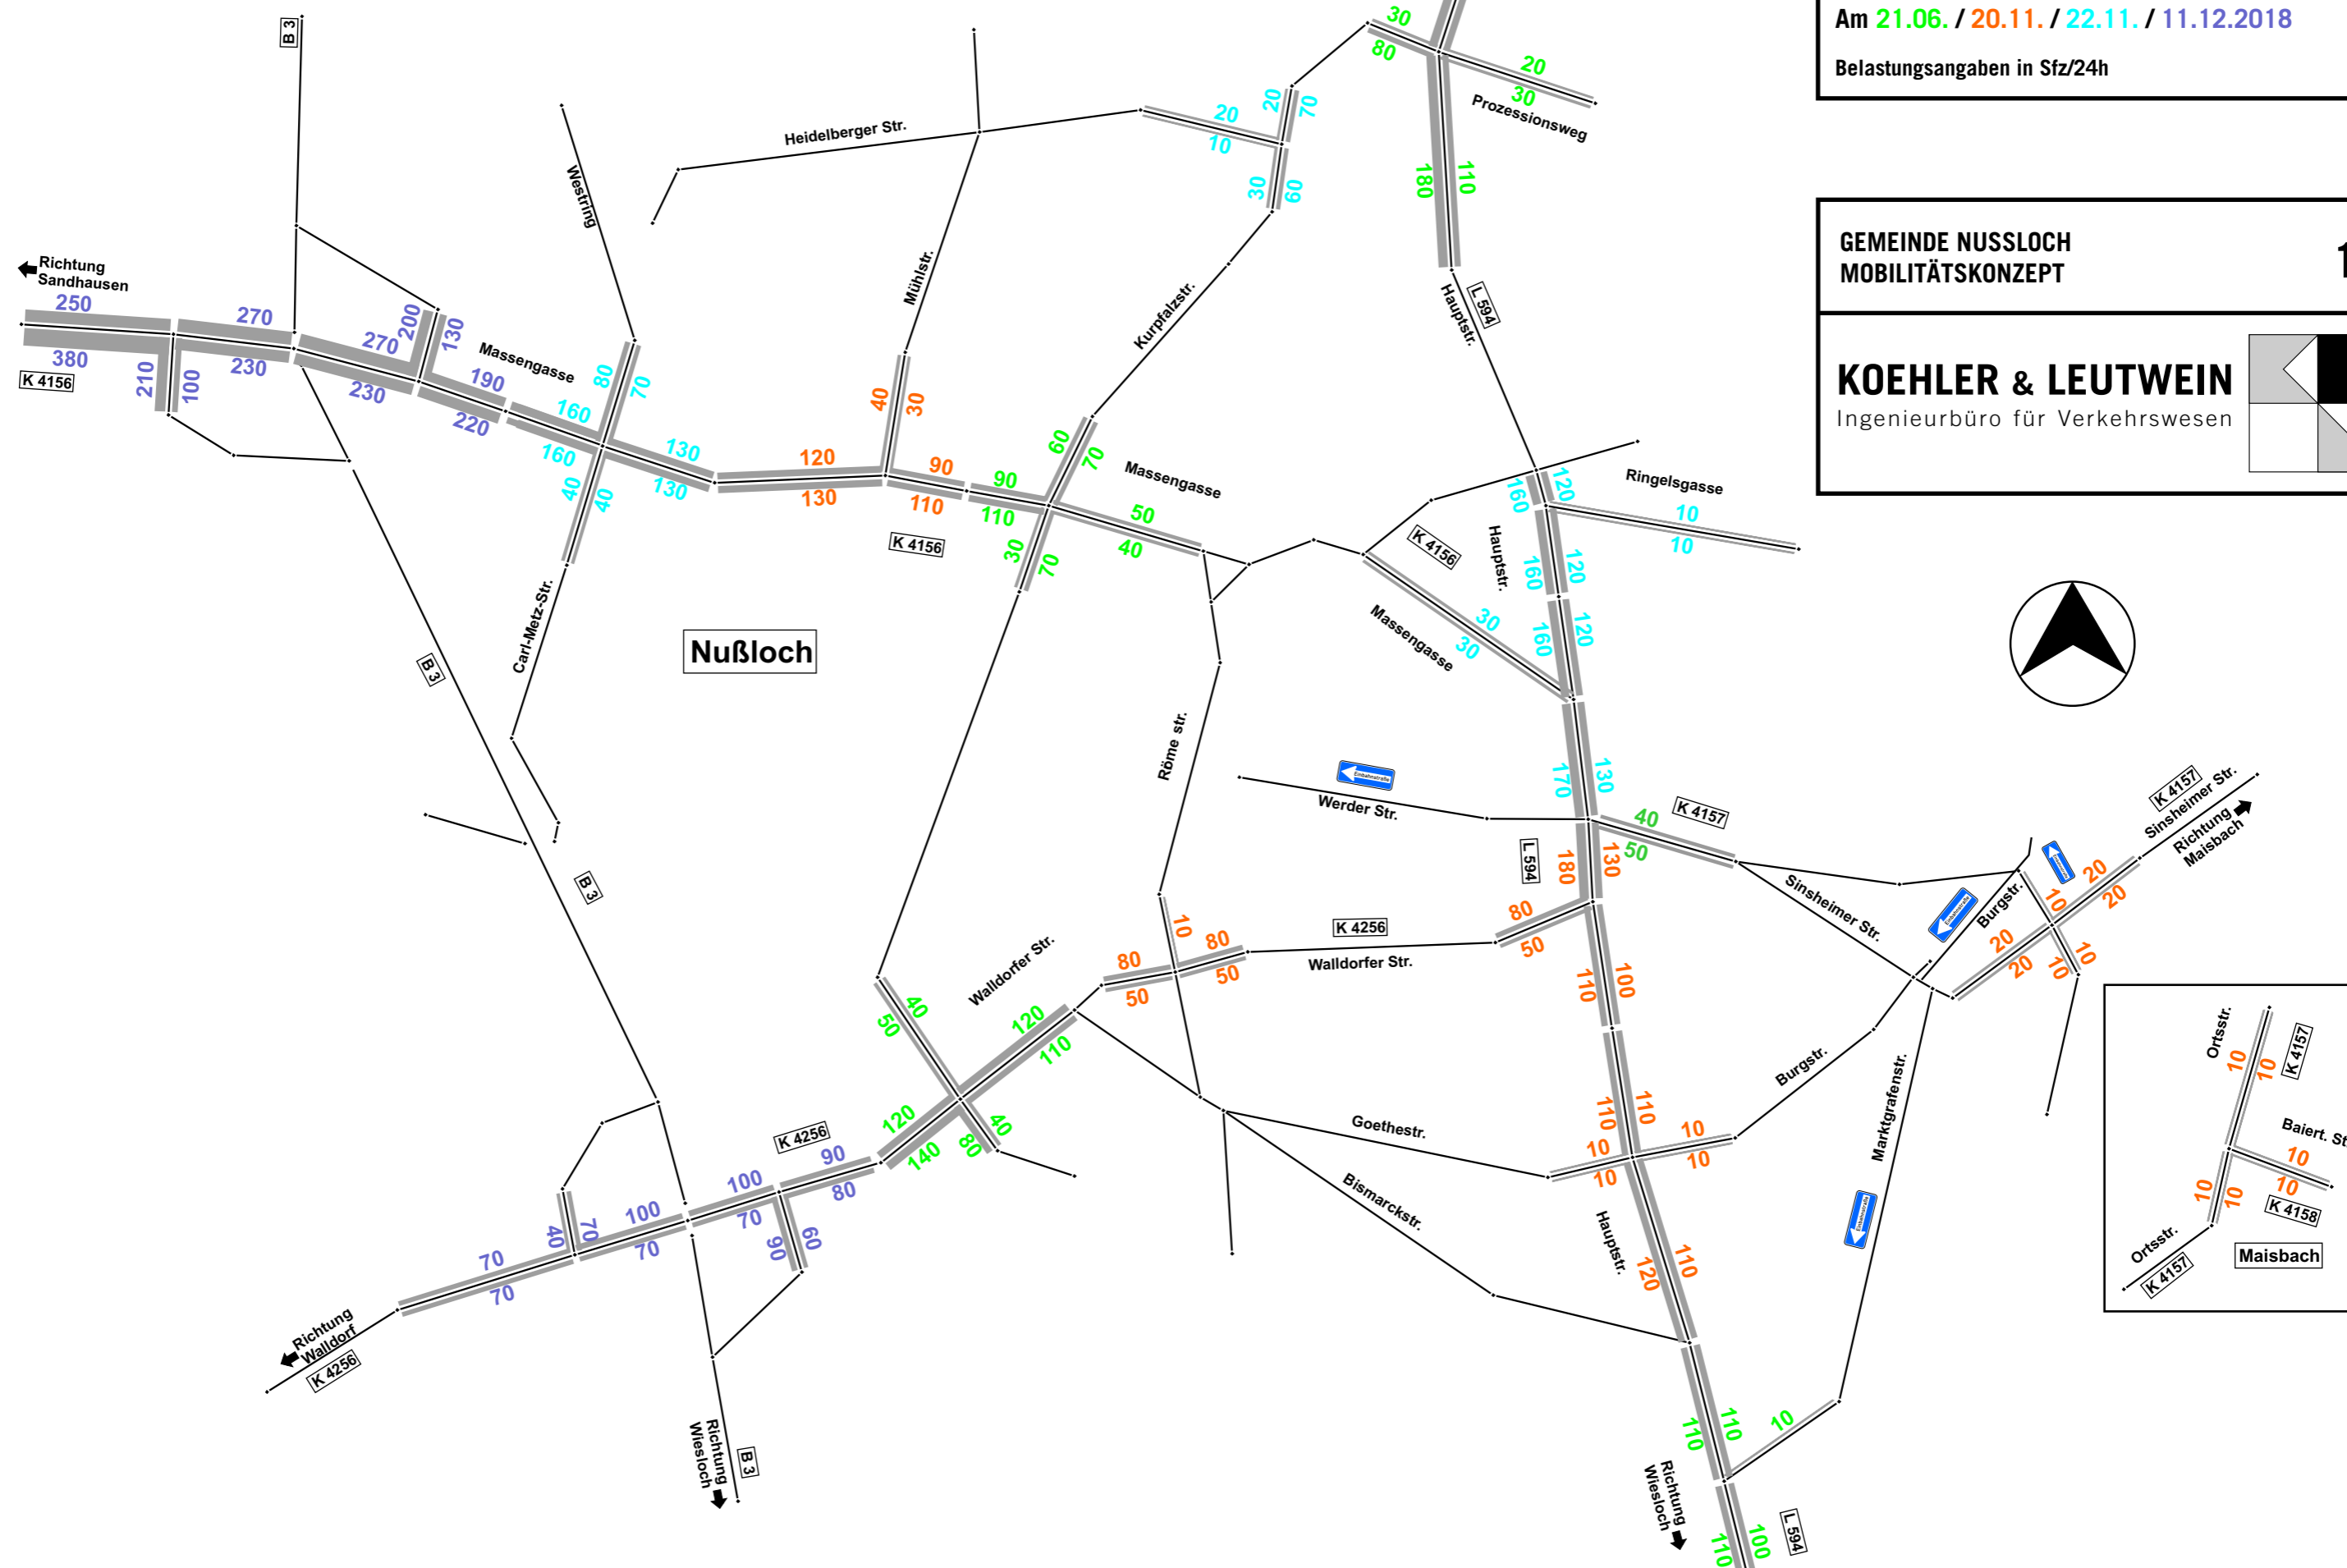 Am 21.06. / 20.11. / 22.11. / 11.12.2018
Belastungsangaben in Sfz/24h
GEMEINDE NUSSLOCH
MOBILITÄTSKONZEPT
KOEHLER & LEUTWEIN
Ingenieurbüro für Verkehrswesen
B 3
30
80
20
30
Prozessionsweg
180
110
20
70
20
10
30
60
Heidelberger Str.
Westring
Mühlstr.
Kurpfalzstr.
Hauptstr.
L 594
Richtung
Sandhausen
250
380
K 4156
270
230
210
100
270
200
130
230
Massengasse
190
220
80
70
160
160
130
130
40
40
120
130
40
30
90
110
90
110
K 4156
60
70
30
70
Massengasse
50
40
160
120
Ringelsgasse
10
10
K 4156
Hauptstr.
160
120
160
120
30
30
Massengasse
Carl-Metz-Str.
Nußloch
B 3
Röme str.
Einbahnstraße
Werder Str.
170
130
K 4157
40
50
L 594
180
130
Sinsheimer Str.
K 4157
Sinsheimer Str.
Richtung
Maisbach
Burgstr.
20
20
10
20
20
10
10
B 3
Walldorfer Str.
80
50
10
80
50
K 4256
Walldorfer Str.
80
50
110
100
40
50
120
110
120
140
40
80
K 4256
90
80
100
70
60
90
100
70
70
40
70
70
Richtung
Walldorf
K 4256
Richtung
Wiesloch
B 3
Goethestr.
Bismarckstr.
110
110
10
10
10
10
Burgstr.
Marktgrafenstr.
Einbahnstraße
Hauptstr.
120
110
110
110
10
Richtung
Wiesloch
110
100
L 594
Ortsstr.
10
10
K 4157
Baiert.
10
10
K 4158
10
10
Ortsstr.
K 4157
Maisbach